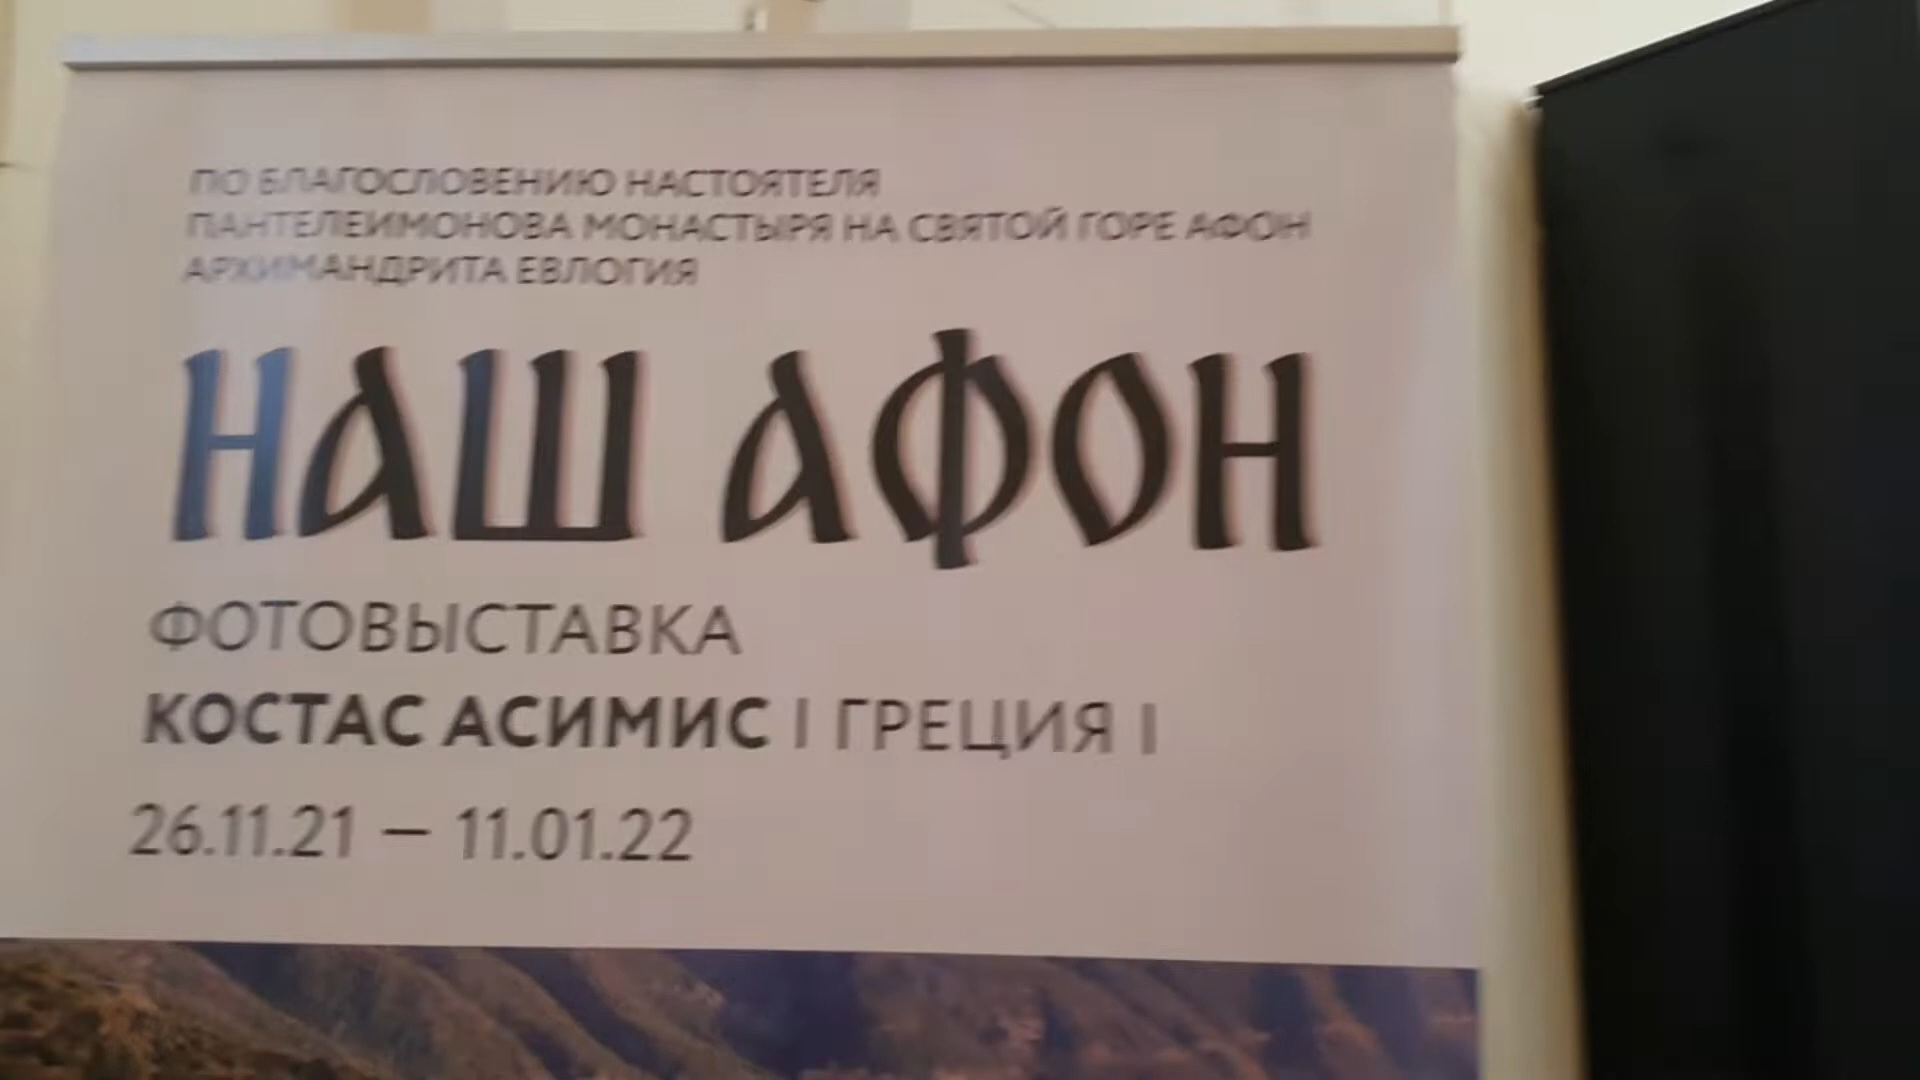 ПО БЛАГОСЛОВЕНИЮ НАСТОЯТЕЛЯ
ПАНТЕЛЕИМОНОВА МОНАСТЫРЯ НА СВЯТОЙ ГОРЕ АФОН
АРХИМАНДРИТА ЕВЛОГИЯ
НАШ АФОН
ФОТОВЫСТАВКА
КОСТАС АСИМИС | ГРЕЦИЯ |
26.11.21 — 11.01.22